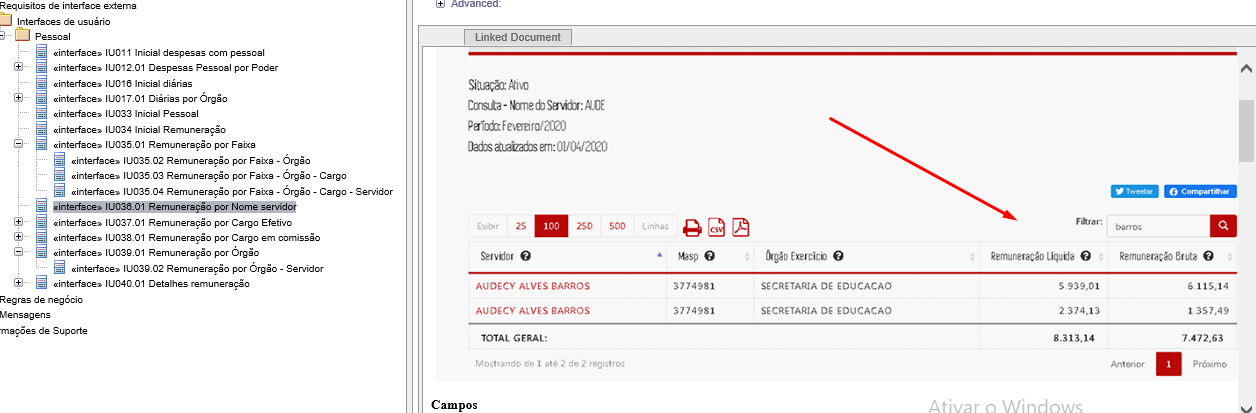 Requisitos de interface externa
Interfaces de usuário
Pessoal
«interface» IU011 Inicial despesas com pessoal
«interface» IU012.01 Despesas Pessoal por Poder
«interface» IU016 Inicial diárias
«interface» IU017.01 Diárias por Órgão
«interface» IU033 Inicial Pessoal
«interface» IU034 Inicial Remuneração
«interface» IU035.01 Remuneração por Faixa
«interface» IU035.02 Remuneração por Faixa - Órgão
«interface» IU035.03 Remuneração por Faixa - Órgão - Cargo
«interface» IU035.04 Remuneração por Faixa - Órgão - Cargo - Servidor
«interface» IU036.01 Remuneração por Nome servidor
«interface» IU037.01 Remuneração por Cargo Efetivo
«interface» IU038.01 Remuneração por Cargo em comissão
«interface» IU039.01 Remuneração por Órgão
«interface» IU039.02 Remuneração por Órgão - Servidor
«interface» IU040.01 Detalhes remuneração
Regras de negócio
Mensagens
rmações de Suporte
Advanced:
Linked Document
Situação: Ativo
Consulta - Nome do Servidor: AUDE
Período: Fevereiro/2020
Dados atualizados em: 01/04/2020
Tweetar Compartilhar
Exibir 25 100 250 500 Linhas CSV Filtrar: barros
Servidor Masp Órgão Exercício Remuneração Líquida Remuneração Bruta
AUDECY ALVES BARROS 3774981 SECRETARIA DE EDUCACAO 5.939,01 6.115,14
AUDECY ALVES BARROS 3774981 SECRETARIA DE EDUCACAO 2.374,13 1.357,49
TOTAL GERAL: 8.313,14 7.472,63
Mostrando de 1 até 2 de 2 registros Anterior 1 Próximo
Campos
Ativar o Windows